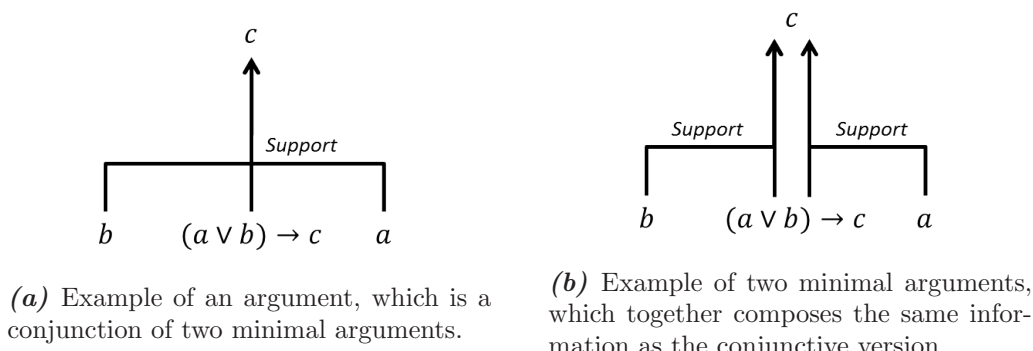 c
Support
b (a ∨ b) → c a
(a) Example of an argument, which is a
conjunction of two minimal arguments.
c
Support Support
b (a ∨ b) → c a
(b) Example of two minimal arguments,
which together composes the same infor-
mation as the conjunctive version